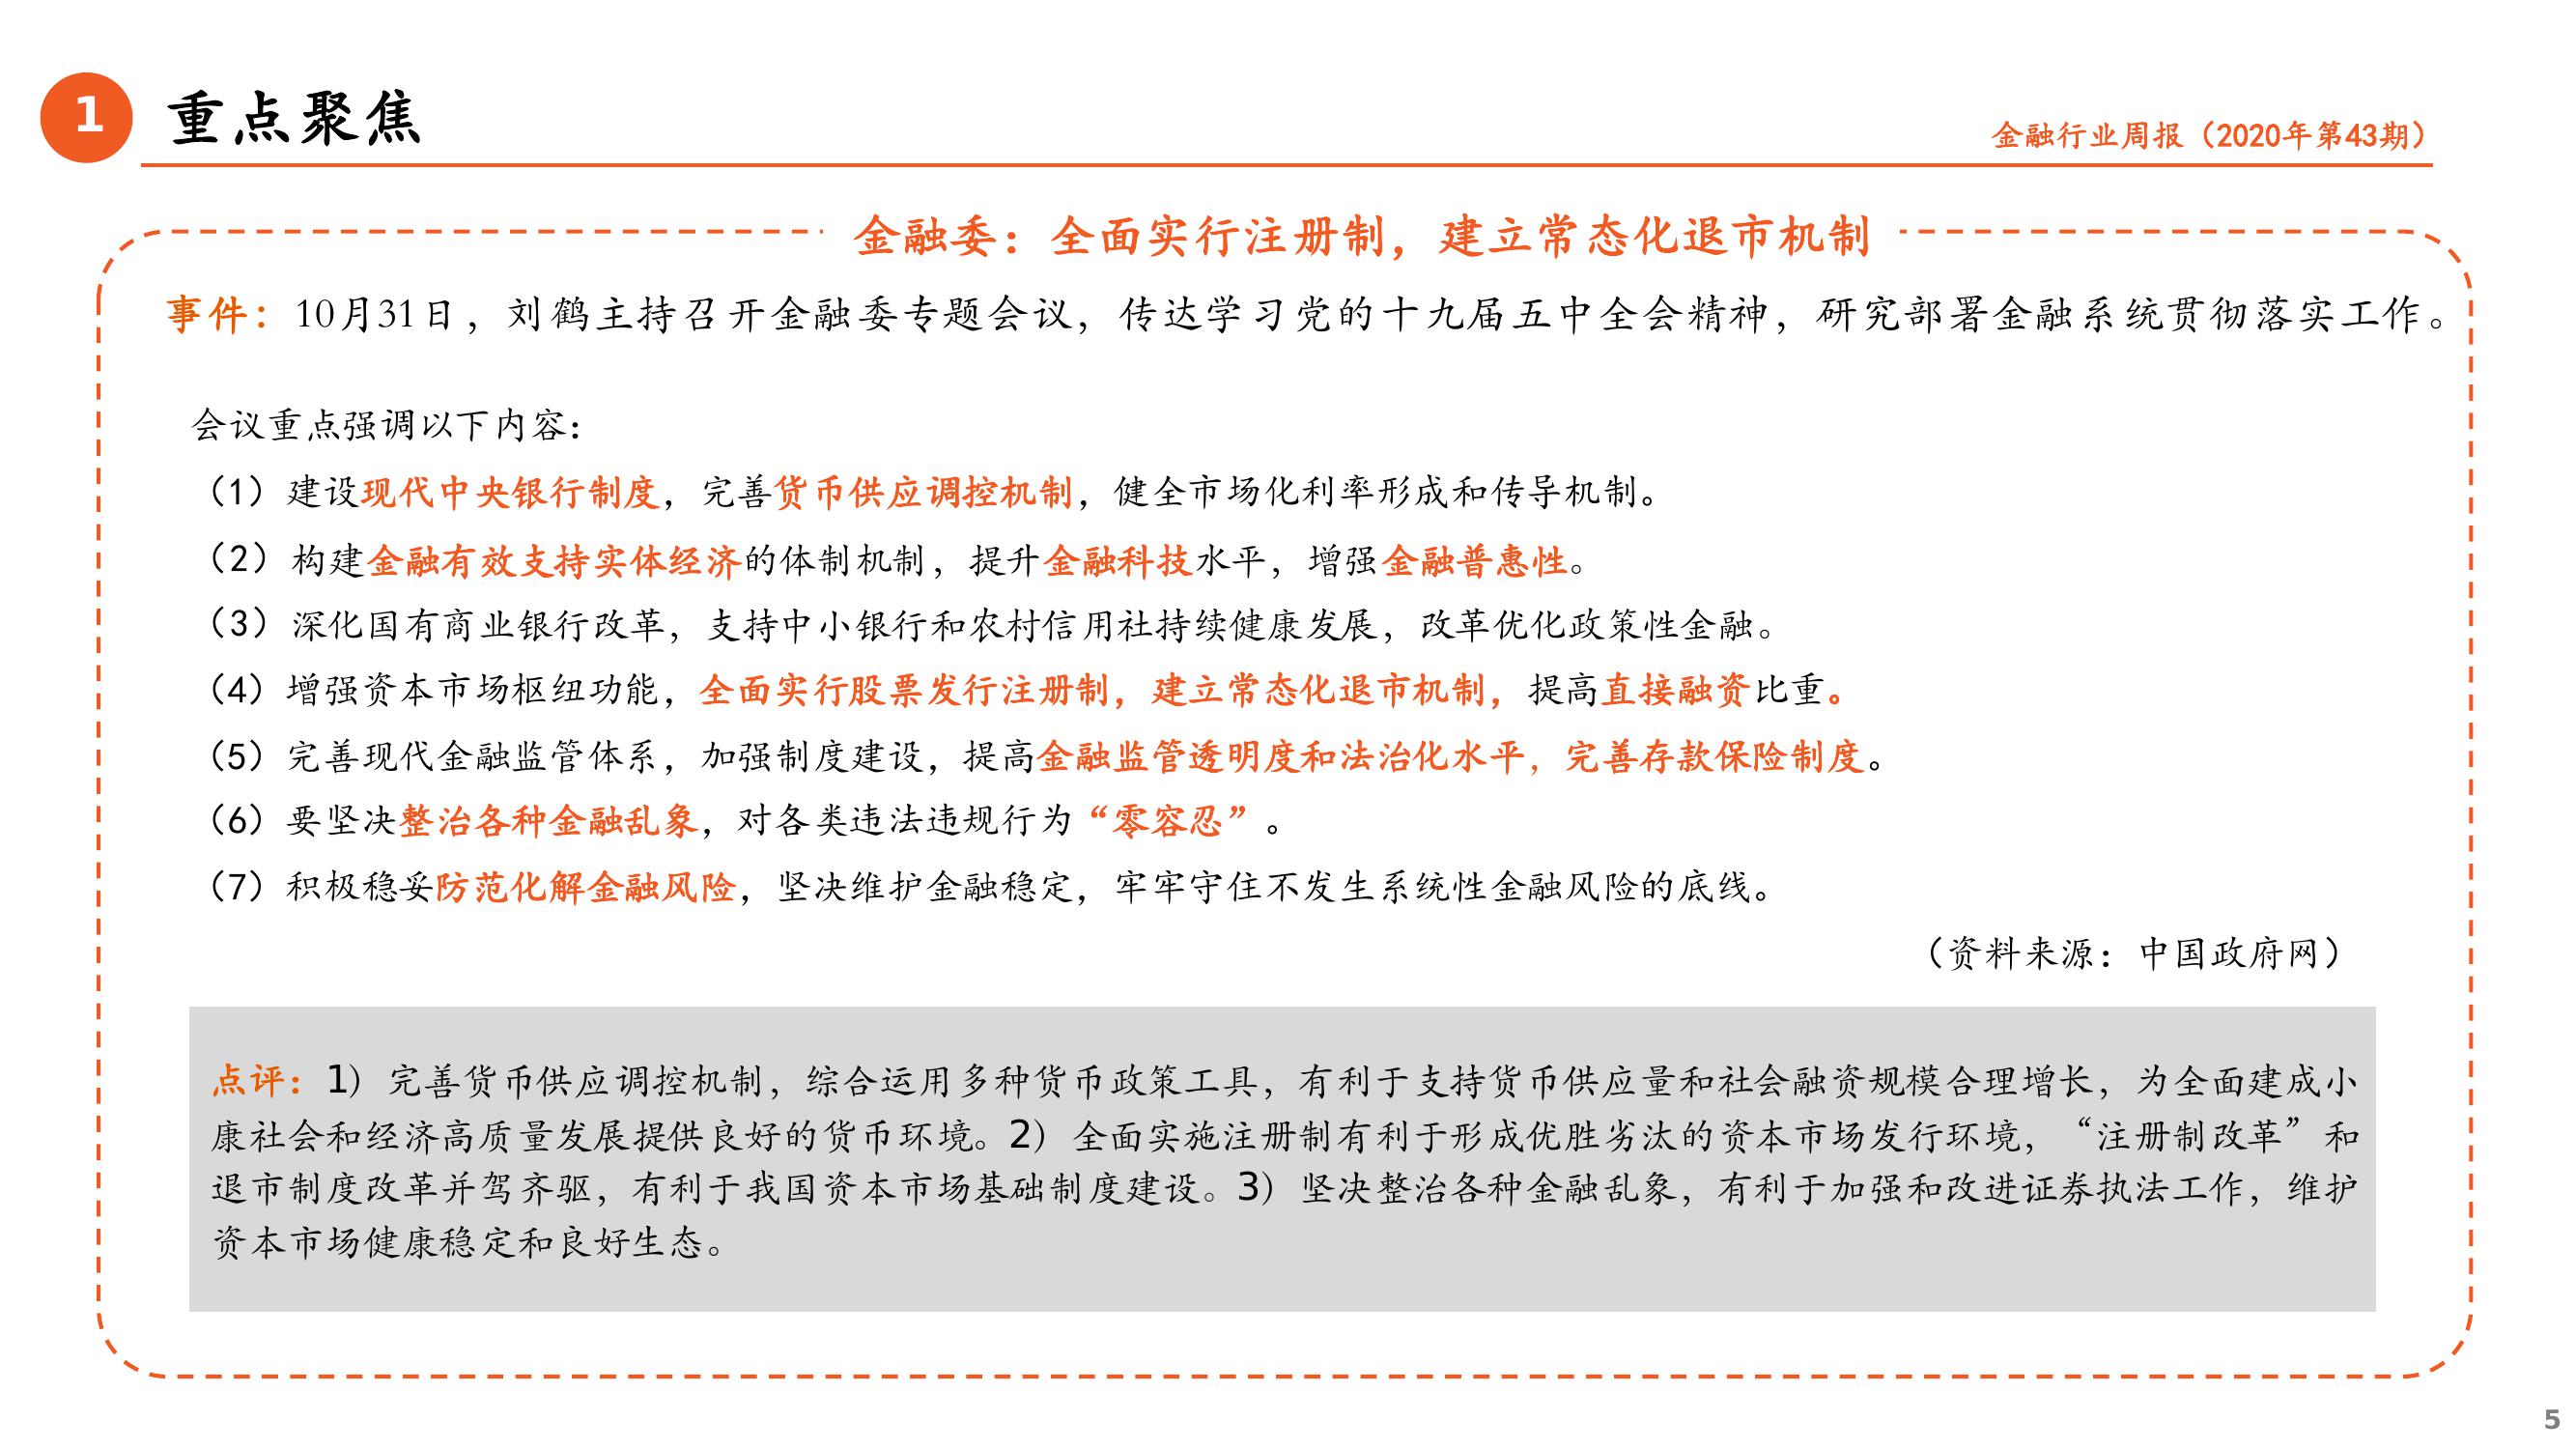 1
重点聚焦
金融行业周报（2020年第43期）
金融委：全面实行注册制，建立常态化退市机制
事件：10月31日，刘鹤主持召开金融委专题会议，传达学习党的十九届五中全会精神，研究部署金融系统贯彻落实工作。
会议重点强调以下内容：
（1）建设现代中央银行制度，完善货币供应调控机制，健全市场化利率形成和传导机制。
（2）构建金融有效支持实体经济的体制机制，提升金融科技水平，增强金融普惠性。
（3）深化国有商业银行改革，支持中小银行和农村信用社持续健康发展，改革优化政策性金融。
（4）增强资本市场枢纽功能，全面实行股票发行注册制，建立常态化退市机制，提高直接融资比重。
（5）完善现代金融监管体系，加强制度建设，提高金融监管透明度和法治化水平，完善存款保险制度。
（6）要坚决整治各种金融乱象，对各类违法违规行为“零容忍”。
（7）积极稳妥防范化解金融风险，坚决维护金融稳定，牢牢守住不发生系统性金融风险的底线。
（资料来源：中国政府网）
点评：1）完善货币供应调控机制，综合运用多种货币政策工具，有利于支持货币供应量和社会融资规模合理增长，为全面建成小
康社会和经济高质量发展提供良好的货币环境。2）全面实施注册制有利于形成优胜劣汰的资本市场发行环境，“注册制改革”和
退市制度改革并驾齐驱，有利于我国资本市场基础制度建设。3）坚决整治各种金融乱象，有利于加强和改进证券执法工作，维护
资本市场健康稳定和良好生态。
5